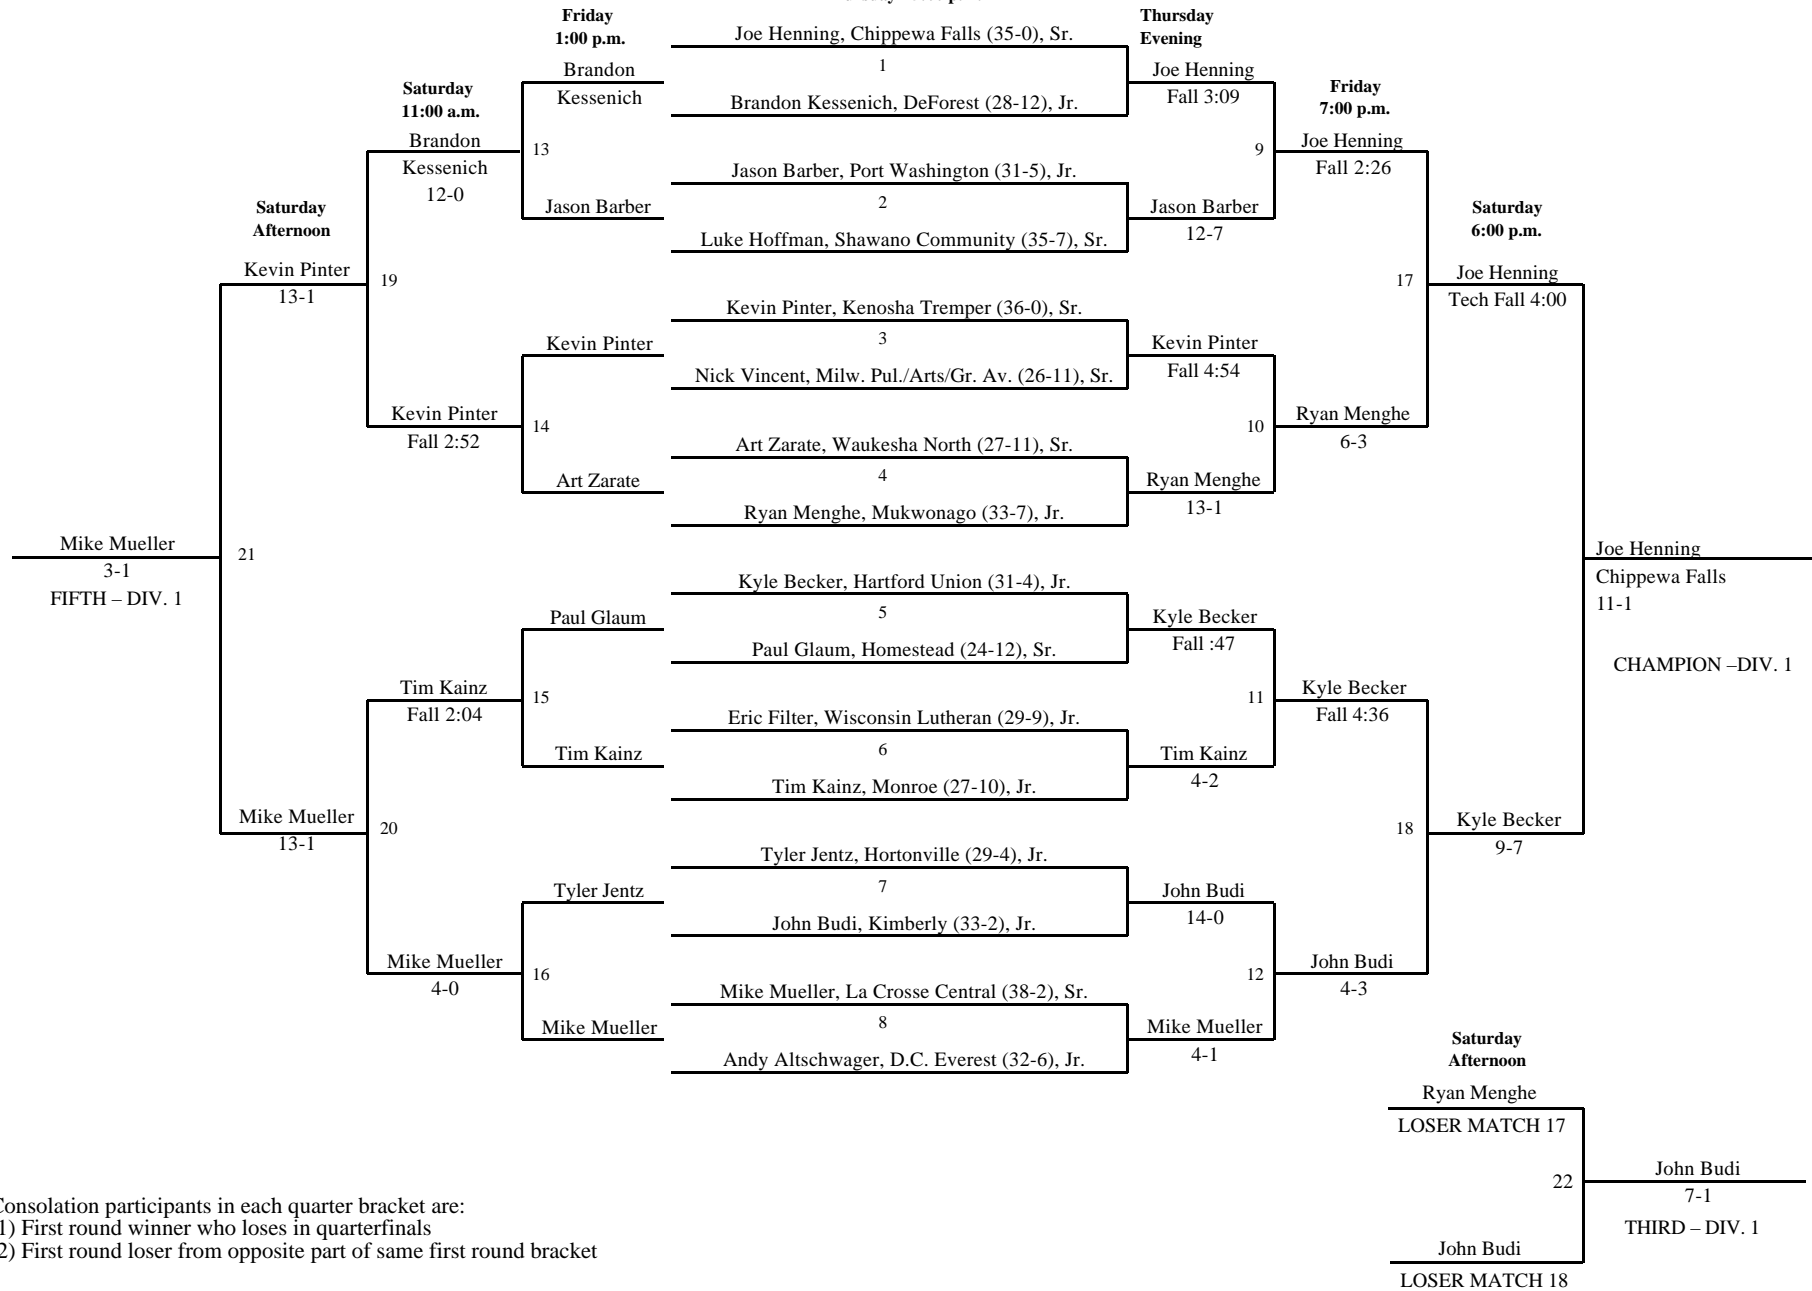 Friday
1:00 p.m.
Thursday
Evening
Saturday
11:00 a.m.
Friday
7:00 p.m.
Saturday
Afternoon
Saturday
6:00 p.m.
Mike Mueller
3-1
FIFTH – DIV. 1
21
Kevin Pinter
13-1
Mike Mueller
13-1
19
20
Brandon
Kessenich
12-0
Kevin Pinter
Fall 2:52
Tim Kainz
Fall 2:04
Mike Mueller
4-0
13
14
15
16
Brandon
Kessenich
Jason Barber
Kevin Pinter
Art Zarate
Paul Glaum
Tim Kainz
Tyler Jentz
Mike Mueller
Joe Henning, Chippewa Falls (35-0), Sr.
1
Brandon Kessenich, DeForest (28-12), Jr.
Jason Barber, Port Washington (31-5), Jr.
2
Luke Hoffman, Shawano Community (35-7), Sr.
Kevin Pinter, Kenosha Tremper (36-0), Sr.
3
Nick Vincent, Milw. Pul./Arts/Gr. Av. (26-11), Sr.
Art Zarate, Waukesha North (27-11), Sr.
4
Ryan Menghe, Mukwonago (33-7), Jr.
Kyle Becker, Hartford Union (31-4), Jr.
5
Paul Glaum, Homestead (24-12), Sr.
Eric Filter, Wisconsin Lutheran (29-9), Jr.
6
Tim Kainz, Monroe (27-10), Jr.
Tyler Jentz, Hortonville (29-4), Jr.
7
John Budi, Kimberly (33-2), Jr.
Mike Mueller, La Crosse Central (38-2), Sr.
8
Andy Altschwager, D.C. Everest (32-6), Jr.
Joe Henning
Fall 3:09
Jason Barber
12-7
Kevin Pinter
Fall 4:54
Ryan Menghe
13-1
Kyle Becker
Fall :47
Tim Kainz
4-2
John Budi
14-0
Mike Mueller
4-1
9
10
11
12
Joe Henning
Fall 2:26
Ryan Menghe
6-3
Kyle Becker
Fall 4:36
John Budi
4-3
17
18
Joe Henning
Tech Fall 4:00
Kyle Becker
9-7
Joe Henning
Chippewa Falls
11-1
CHAMPION –DIV. 1
Saturday
Afternoon
Ryan Menghe
LOSER MATCH 17
22
John Budi
7-1
THIRD – DIV. 1
John Budi
LOSER MATCH 18
Consolation participants in each quarter bracket are:
1) First round winner who loses in quarterfinals
2) First round loser from opposite part of same first round bracket